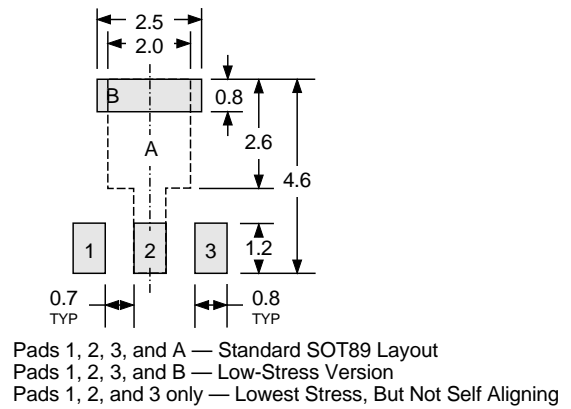 2.5
2.0
B
0.8
A
2.6
4.6
1
2
3
1.2
0.7
TYP
0.8
TYP
Pads 1, 2, 3, and A — Standard SOT89 Layout
Pads 1, 2, 3, and B — Low-Stress Version
Pads 1, 2, and 3 only — Lowest Stress, But Not Self Aligning